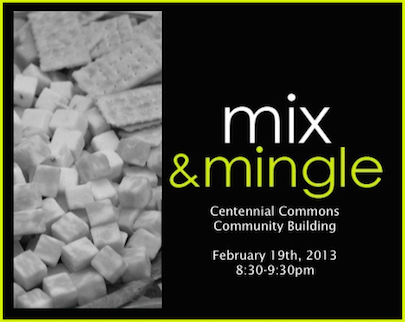 mix
&mingle
Centennial Commons
Community Building
February 19th, 2013
8:30-9:30pm